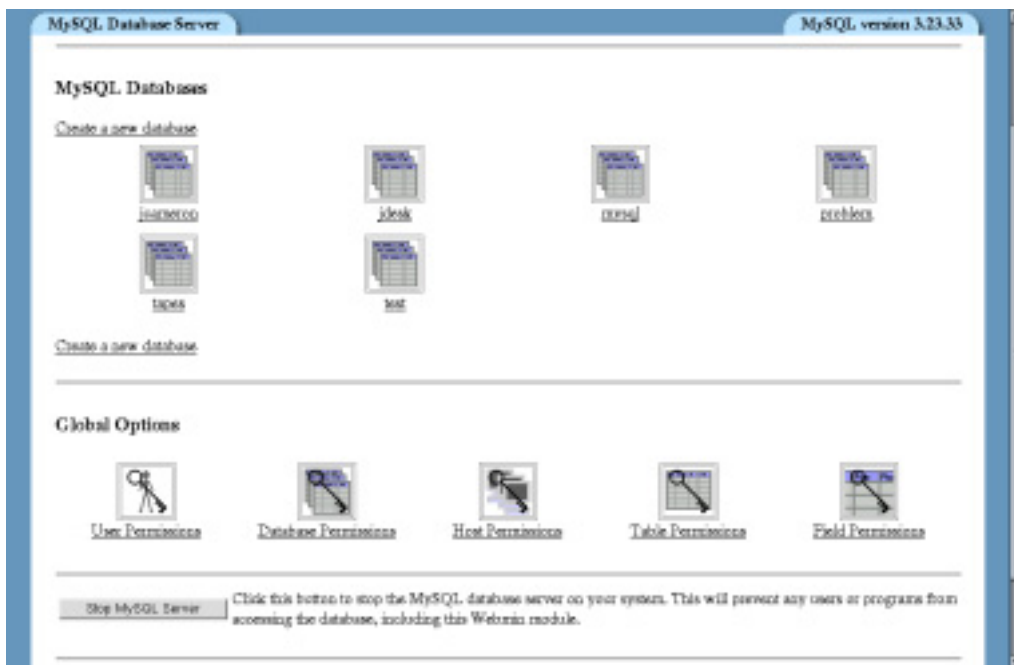 MySQL Database Server
MySQL version 3.23.33
MySQL Databases
Create a new database
jcameron
jdeak
mysql
problem
tapes
test
Create a new database
Global Options
User Permissions
Database Permissions
Host Permissions
Table Permissions
Field Permissions
Stop MySQL Server
Click this button to stop the MySQL database server on your system. This will prevent any users or programs from
accessing the database, including this Webmin module.